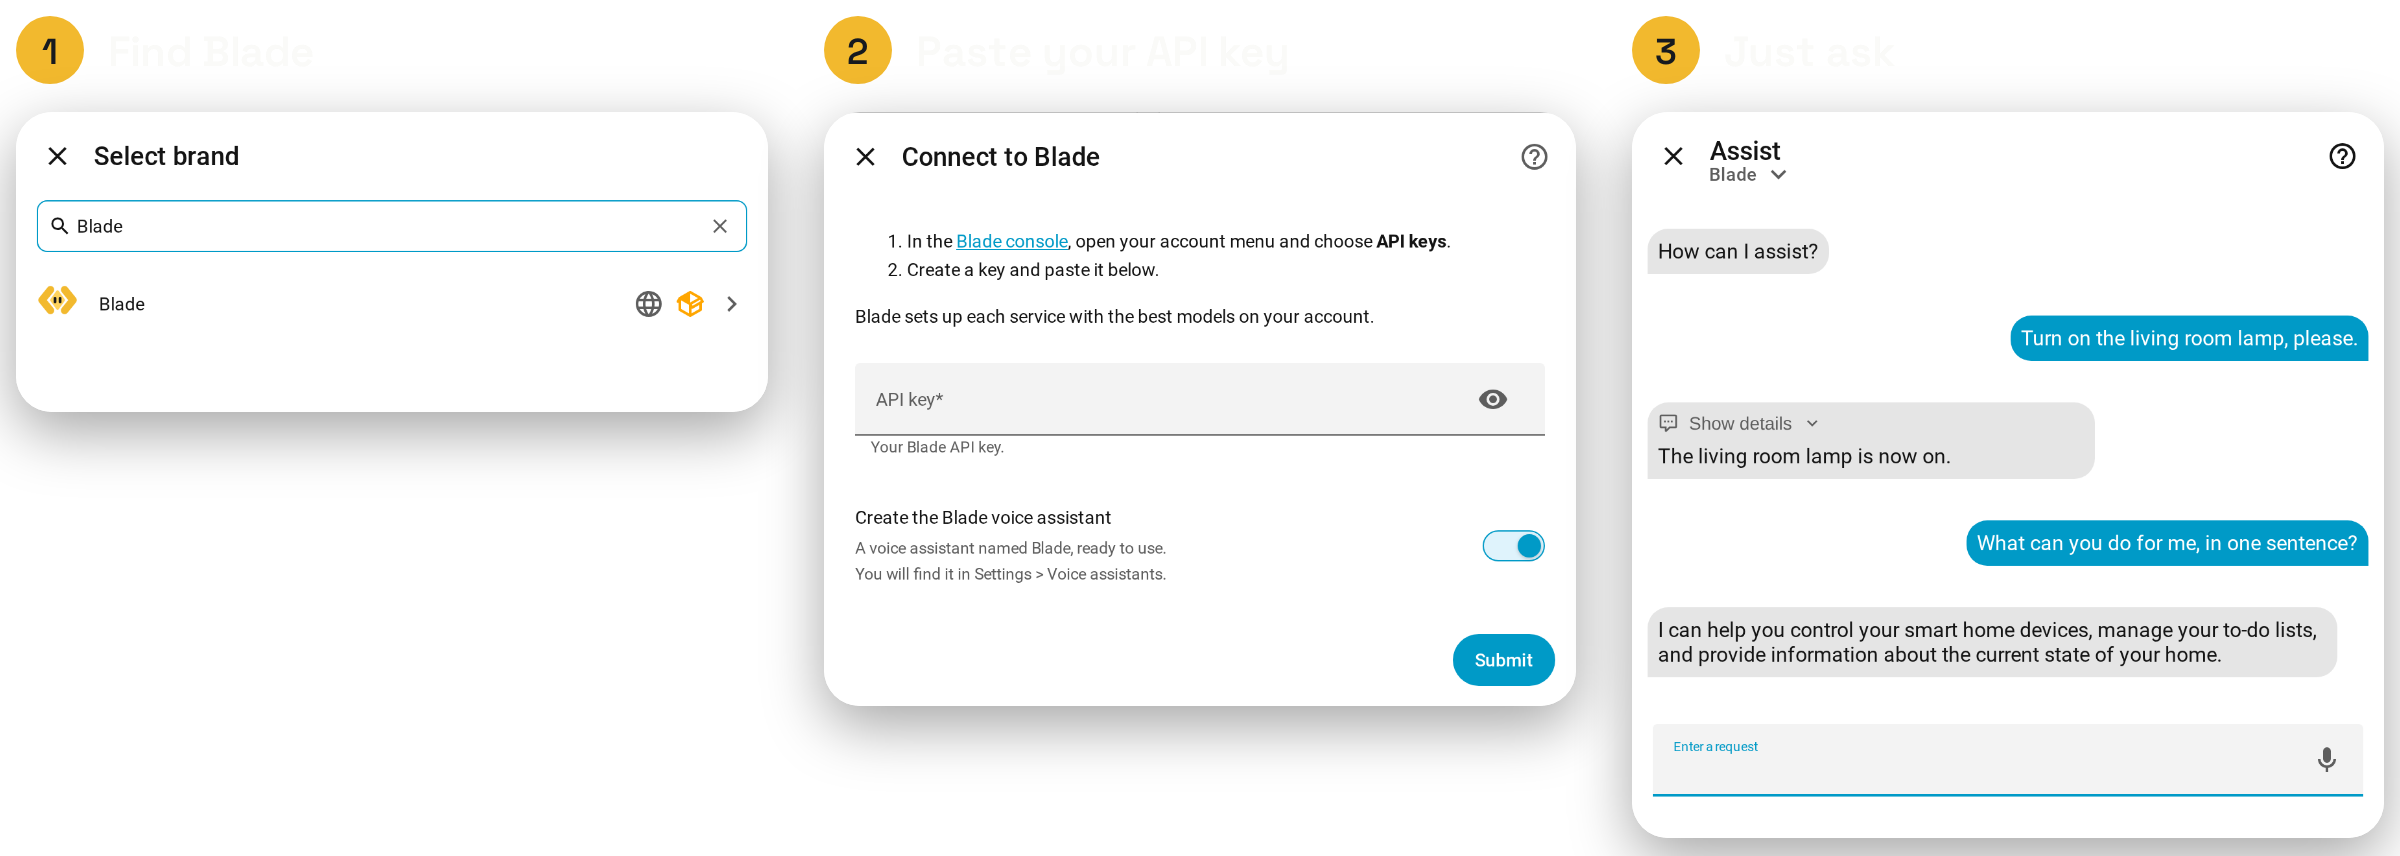 1 Find Blade
Select brand
Blade
Blade
2 Paste your API key
Connect to Blade
1. In the Blade console, open your account menu and choose API keys.
2. Create a key and paste it below.
Blade sets up each service with the best models on your account.
API key*
Your Blade API key.
Create the Blade voice assistant
A voice assistant named Blade, ready to use.
You will find it in Settings > Voice assistants.
Submit
3 Just ask
Assist
Blade
How can I assist?
Turn on the living room lamp, please.
Show details
The living room lamp is now on.
What can you do for me, in one sentence?
I can help you control your smart home devices, manage your to-do lists,
and provide information about the current state of your home.
Enter a request